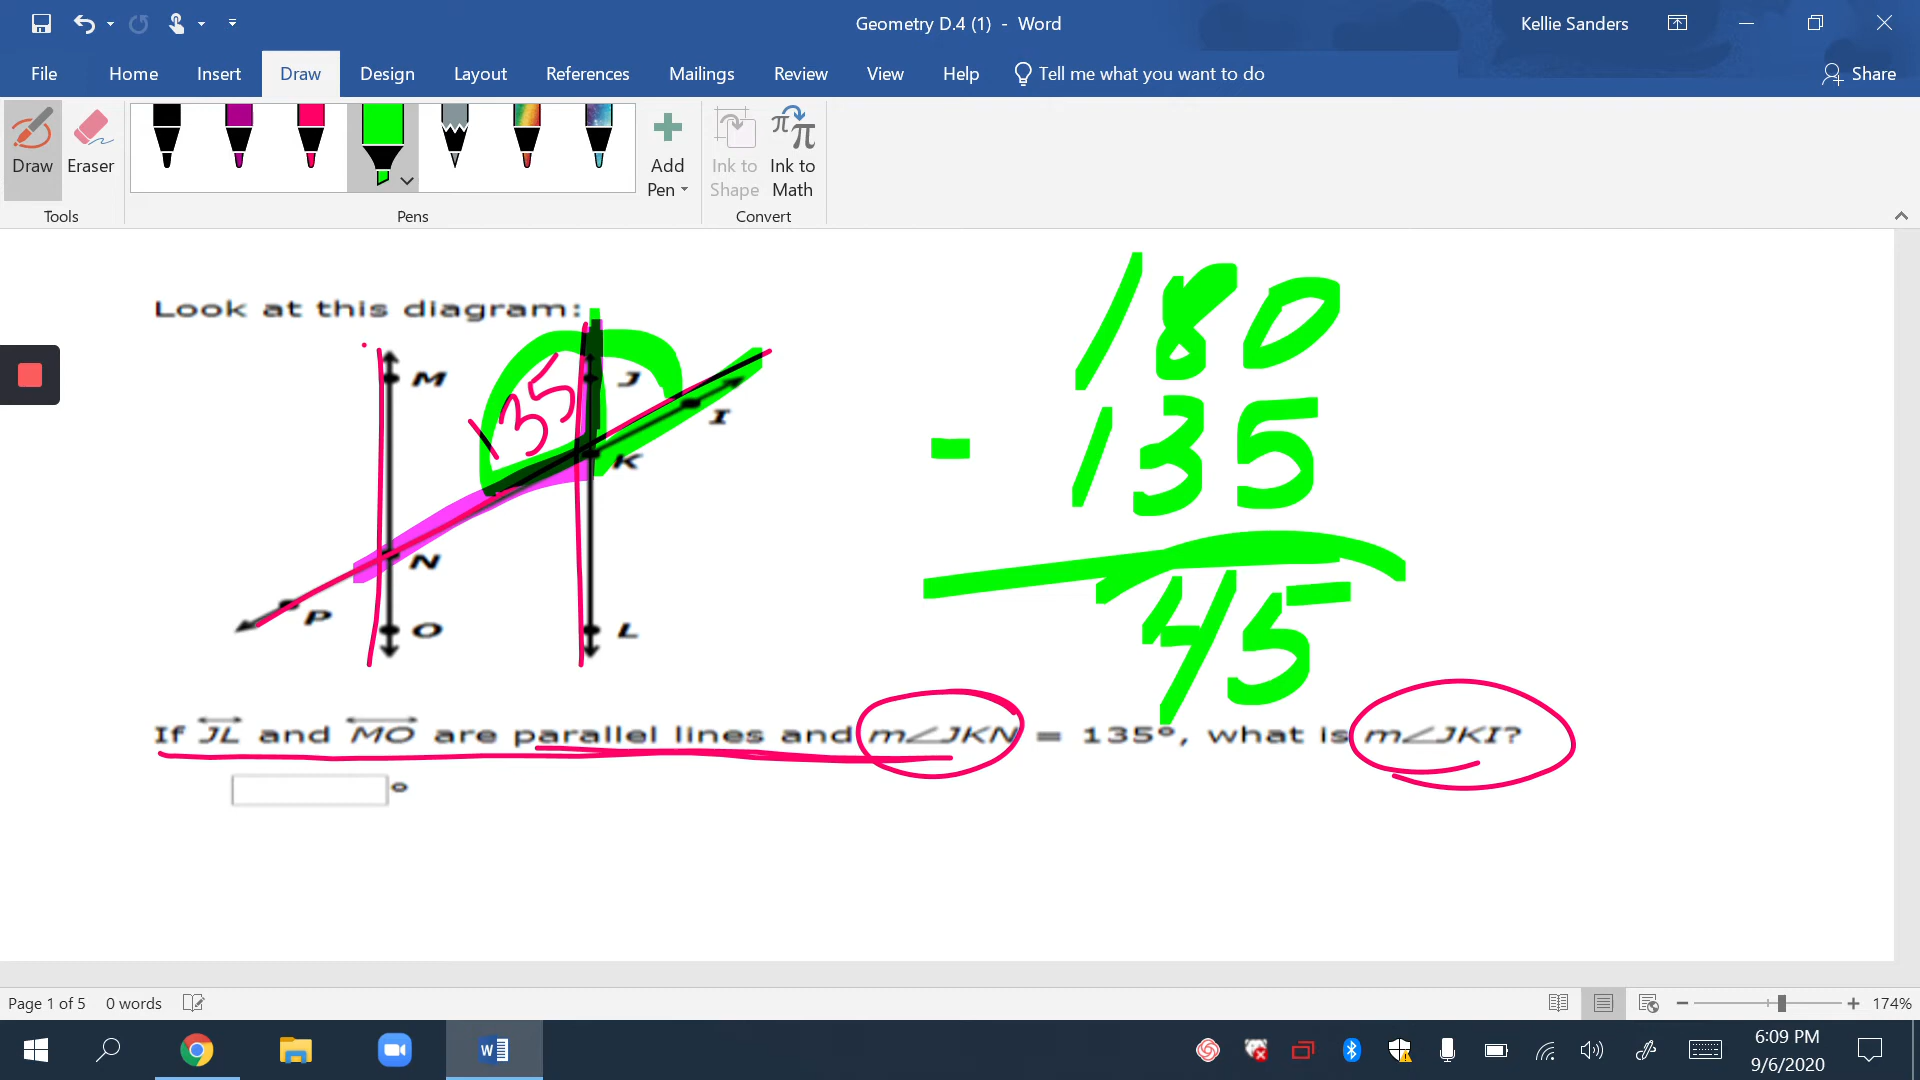 Geometry D.4 (1) - Word
Kellie Sanders
File Home Insert Draw Design Layout References Mailings Review View Help Tell me what you want to do Share
Draw Eraser Add Pen Ink to Shape Ink to Math
Tools Pens Convert
Look at this diagram:
M J
I
K
N
P O L
135
180
- 135
45
If JL and MO are parallel lines and m∠JKN = 135°, what is m∠JKI?
°
Page 1 of 5 0 words 174%
6:09 PM
9/6/2020